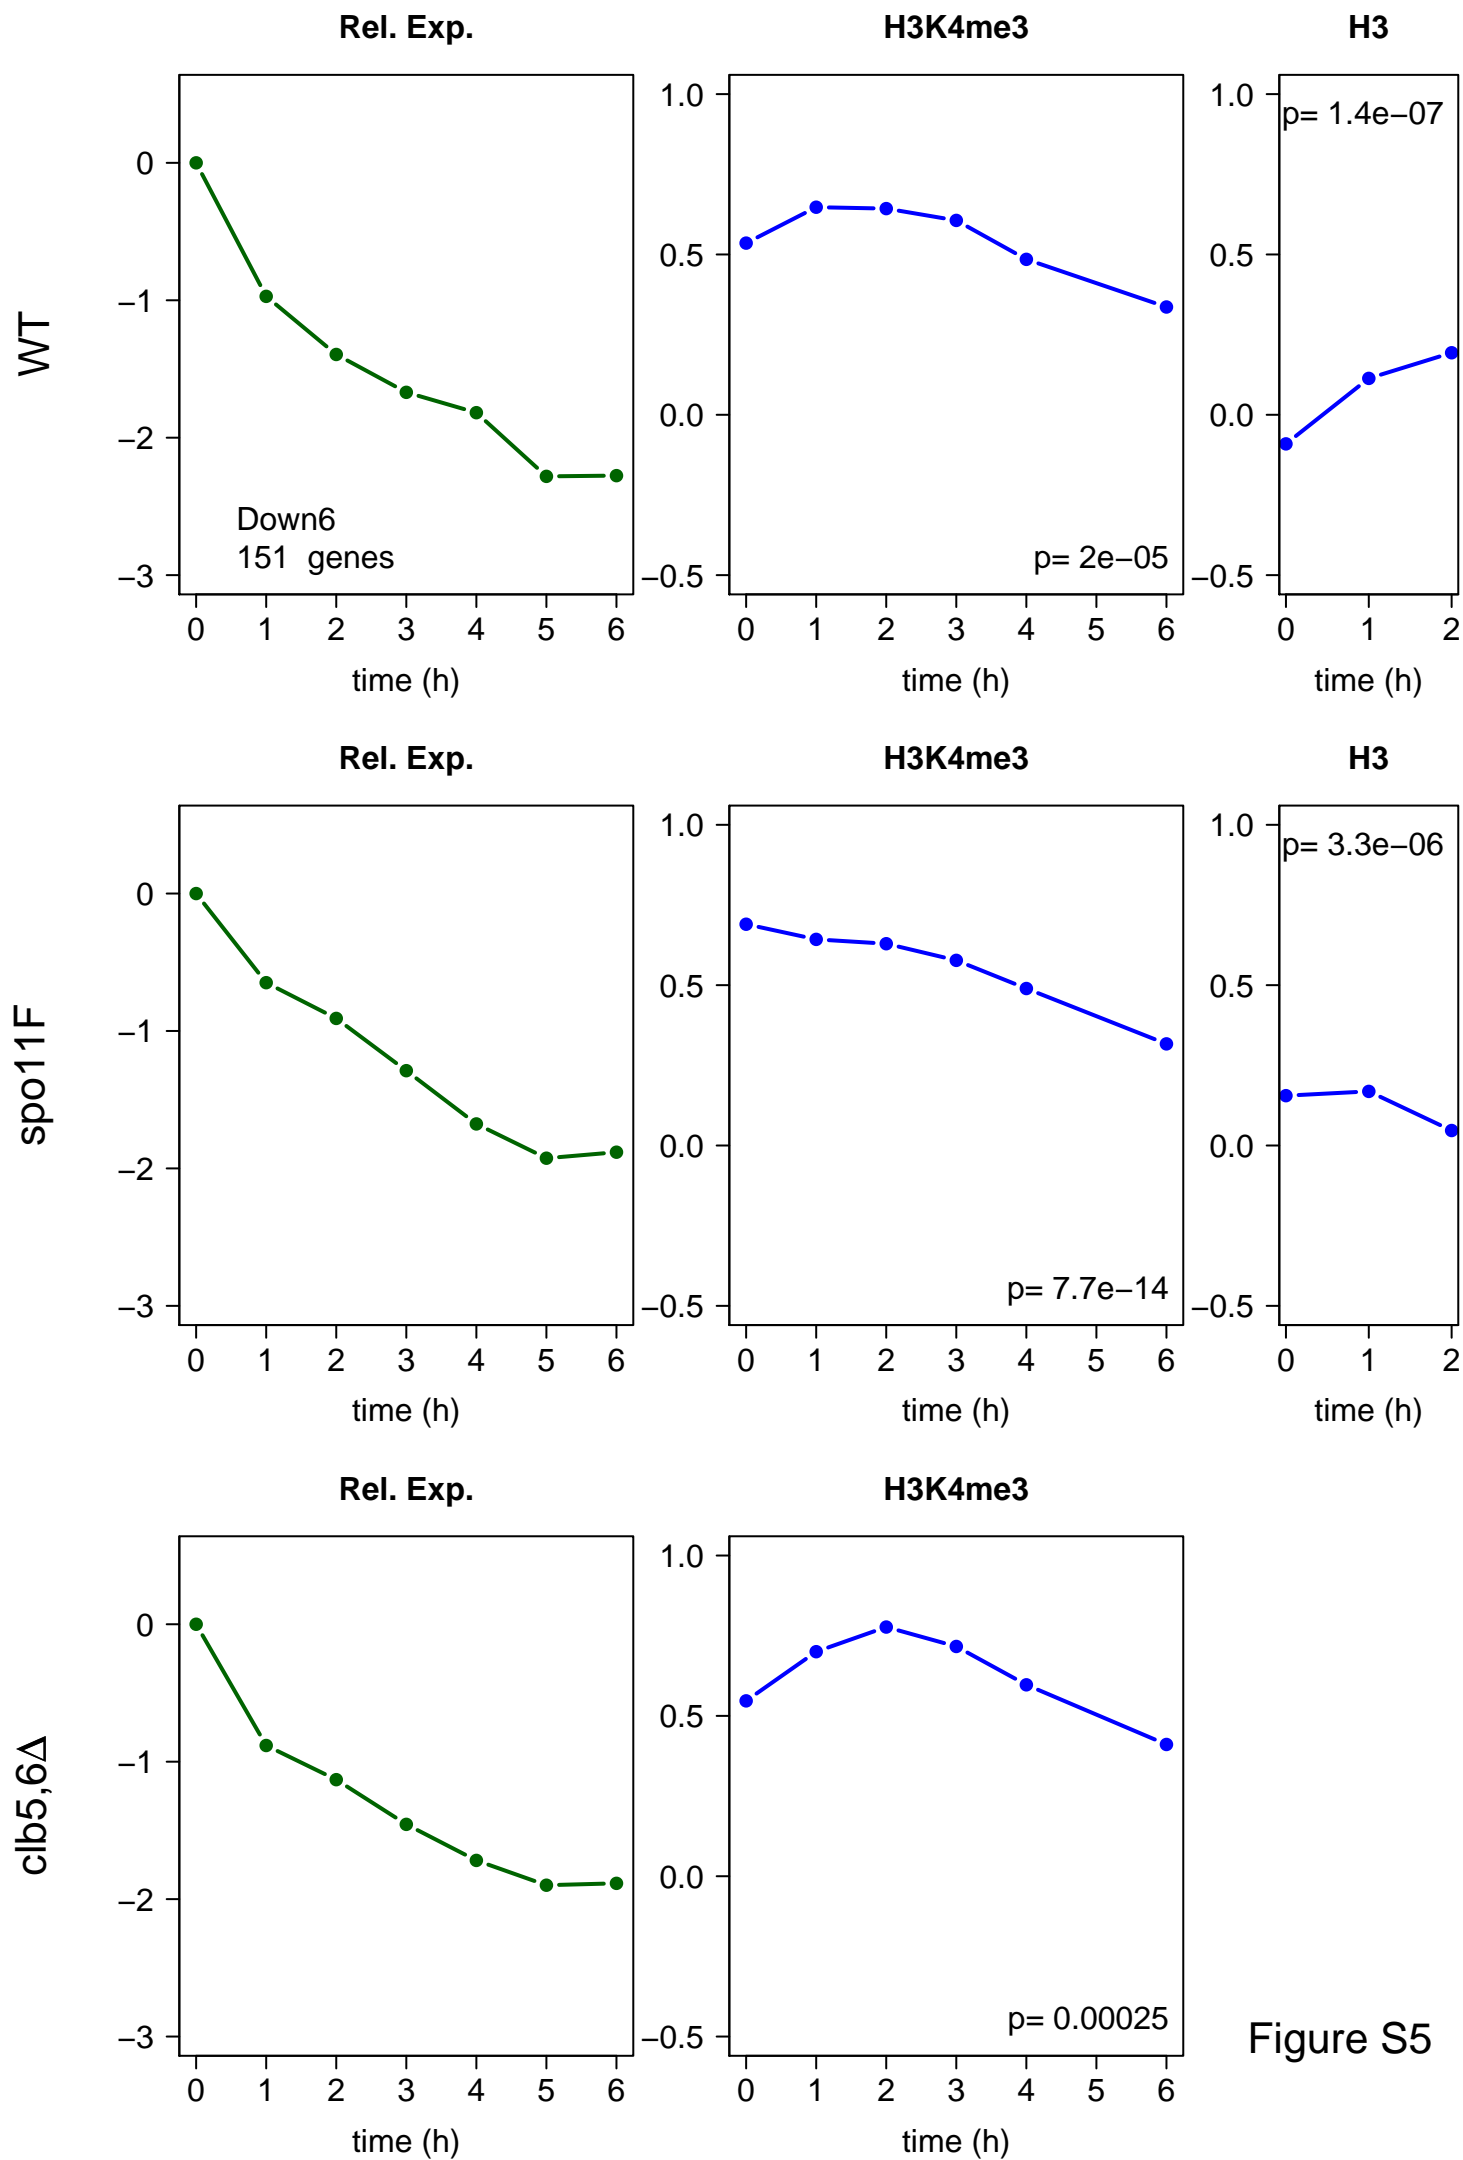 Rel. Exp.
H3K4me3
H3
WT
0
−1
−2
−3
Down6
151 genes
0 1 2 3 4 5 6
time (h)
1.0
0.5
0.0
−0.5
p= 2e−05
0 1 2 3 4 5 6
time (h)
1.0
0.5
0.0
−0.5
p= 1.4e−07
0 1 2
time (h)
Rel. Exp.
H3K4me3
H3
spo11F
0
−1
−2
−3
0 1 2 3 4 5 6
time (h)
1.0
0.5
0.0
−0.5
p= 7.7e−14
0 1 2 3 4 5 6
time (h)
1.0
0.5
0.0
−0.5
p= 3.3e−06
0 1 2
time (h)
Rel. Exp.
H3K4me3
clb5,6Δ
0
−1
−2
−3
0 1 2 3 4 5 6
time (h)
1.0
0.5
0.0
−0.5
p= 0.00025
0 1 2 3 4 5 6
time (h)
Figure S5